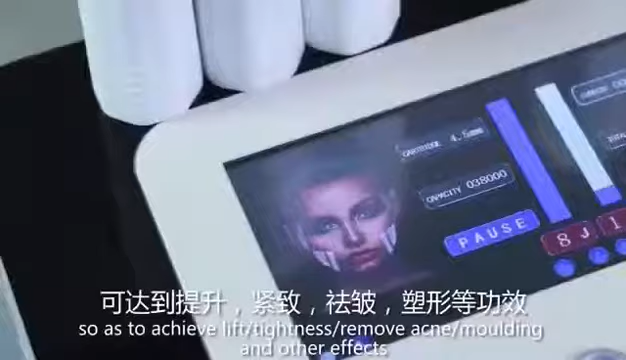 CARTRIDGE 4.5mm
CAPACITY 038000
PAUSE
8J
可达到提升，紧致，祛皱，塑形等功效
so as to achieve lift/tightness/remove acne/moulding
and other effects